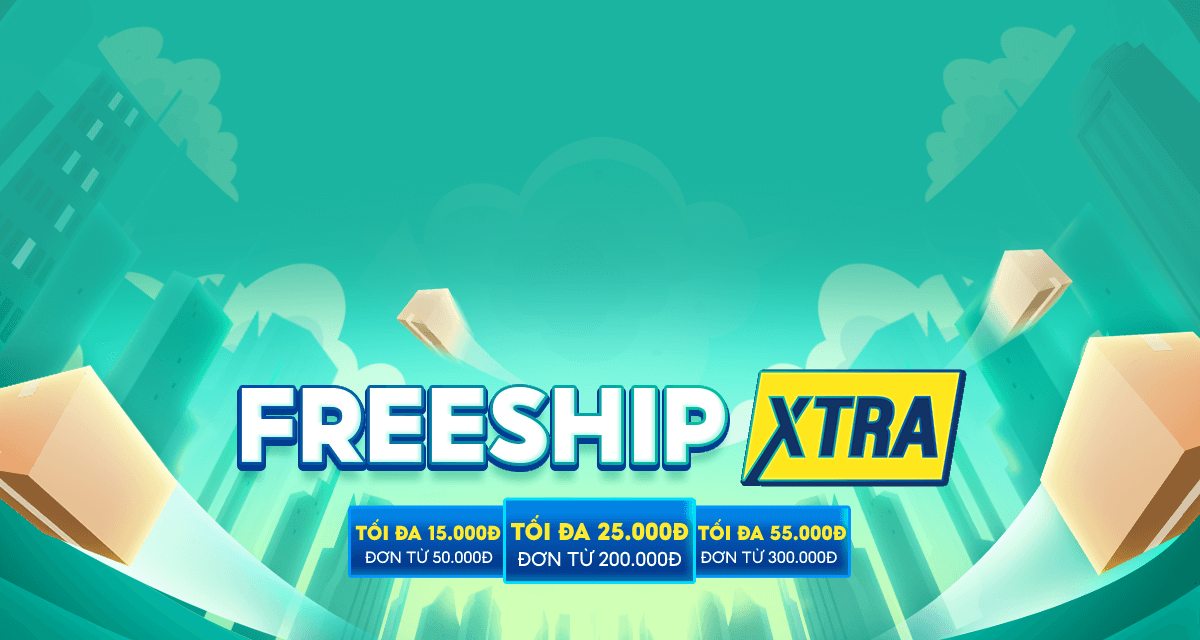 FREESHIP XTRA
TỐI ĐA 15.000Đ
ĐƠN TỪ 50.000Đ
TỐI ĐA 25.000Đ
ĐƠN TỪ 200.000Đ
TỐI ĐA 55.000Đ
ĐƠN TỪ 300.000Đ